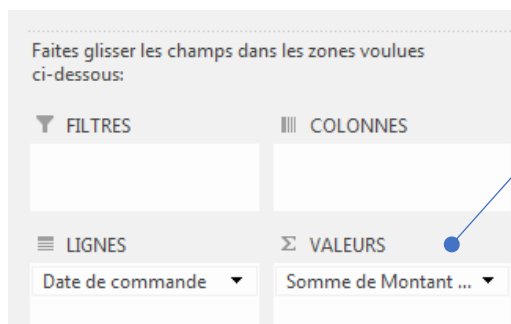 Faites glisser les champs dans les zones voulues
ci-dessous:
FILTRES
COLONNES
LIGNES
Σ VALEURS
Date de commande
Somme de Montant ...